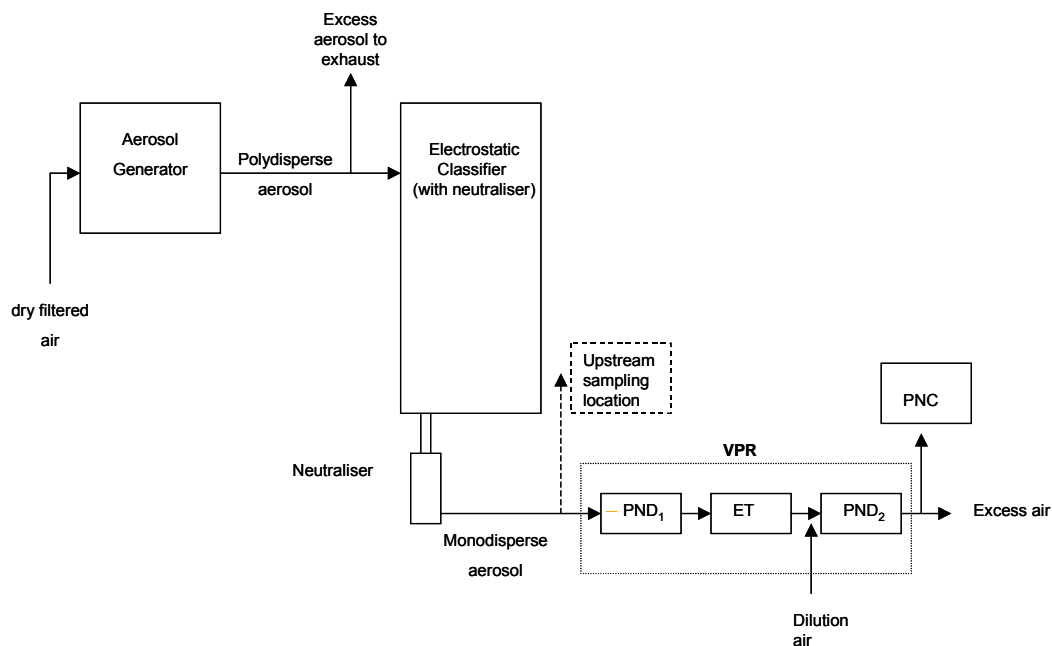 Excess
aerosol to
exhaust
Aerosol
Generator
Polydisperse
aerosol
Electrostatic
Classifier
(with neutraliser)
dry filtered
air
Upstream
sampling
location
PNC
VPR
Neutraliser
PND₁
ET
PND₂
Excess air
Monodisperse
aerosol
Dilution
air